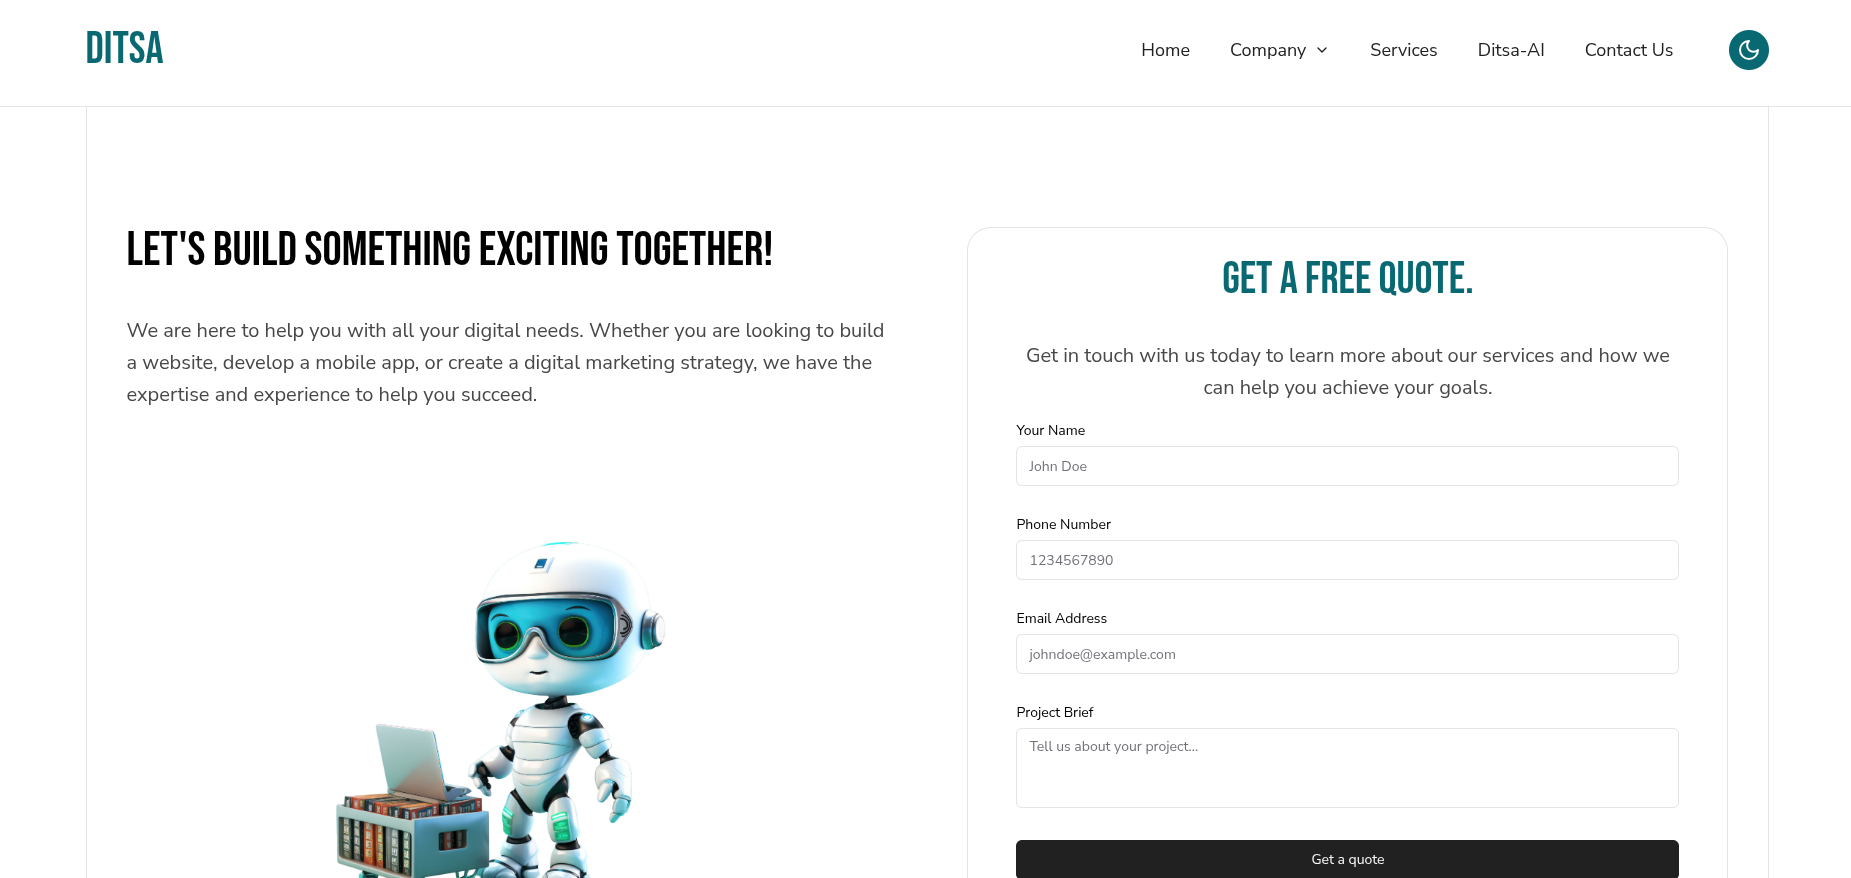 DITSA
Home
Company
Services
Ditsa-AI
Contact Us
LET'S BUILD SOMETHING EXCITING TOGETHER!
We are here to help you with all your digital needs. Whether you are looking to build
a website, develop a mobile app, or create a digital marketing strategy, we have the
expertise and experience to help you succeed.
GET A FREE QUOTE.
Get in touch with us today to learn more about our services and how we
can help you achieve your goals.
Your Name
John Doe
Phone Number
1234567890
Email Address
johndoe@example.com
Project Brief
Tell us about your project...
Get a quote